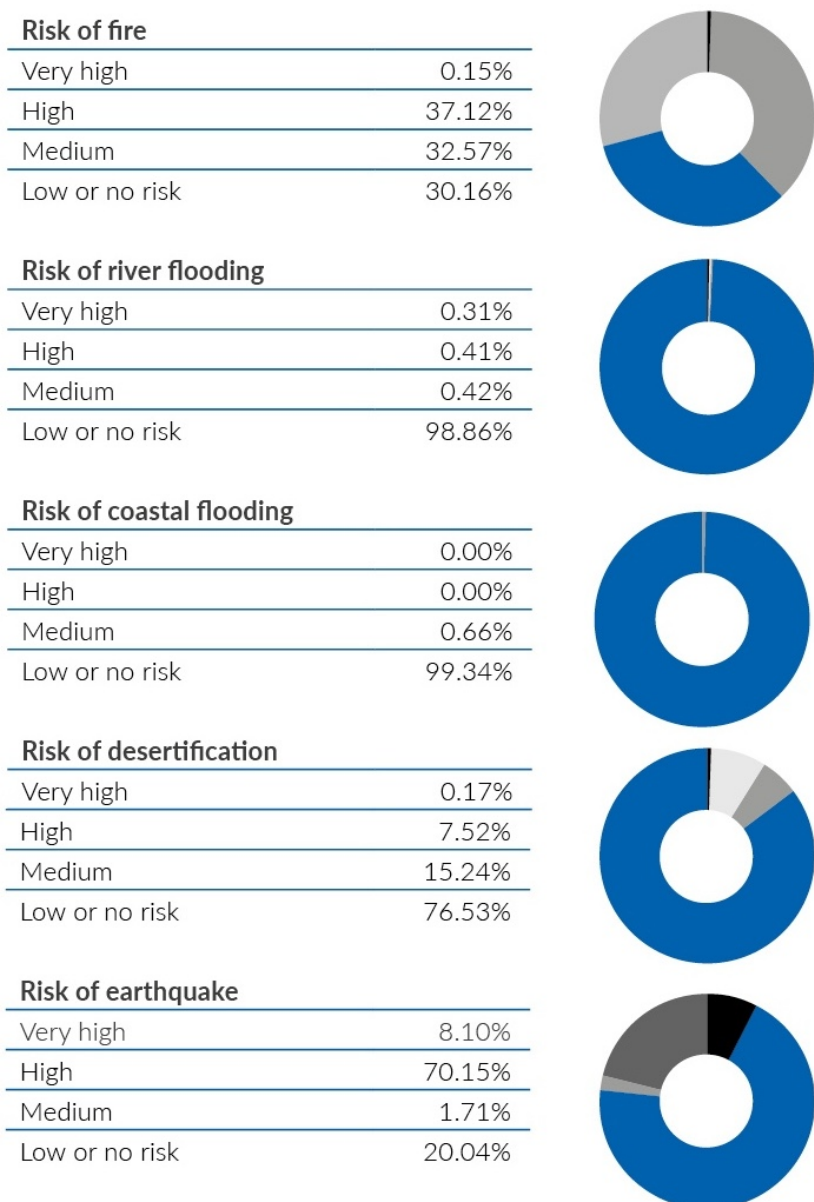 Risk of fire
Very high 0.15%
High 37.12%
Medium 32.57%
Low or no risk 30.16%
Risk of river flooding
Very high 0.31%
High 0.41%
Medium 0.42%
Low or no risk 98.86%
Risk of coastal flooding
Very high 0.00%
High 0.00%
Medium 0.66%
Low or no risk 99.34%
Risk of desertification
Very high 0.17%
High 7.52%
Medium 15.24%
Low or no risk 76.53%
Risk of earthquake
Very high 8.10%
High 70.15%
Medium 1.71%
Low or no risk 20.04%